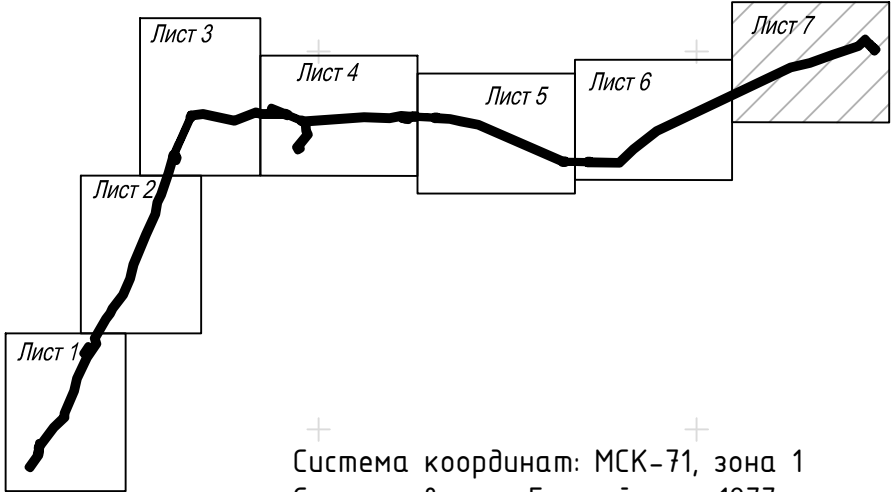 Лист 7
Лист 3
Лист 4
Лист 6
Лист 5
Лист 2
Лист 1
Система координат: МСК-71, зона 1